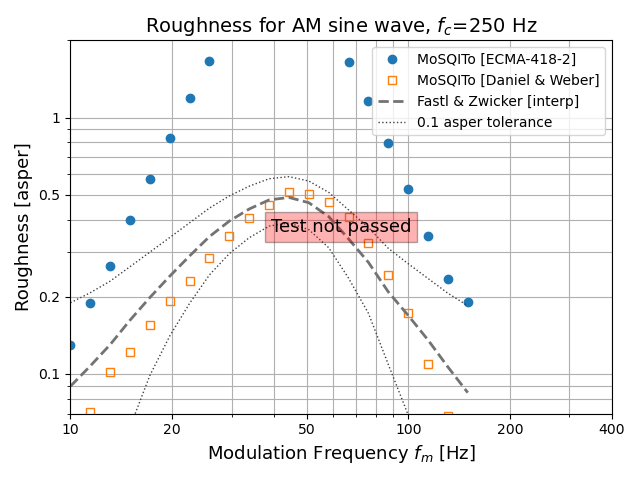 Roughness for AM sine wave, f_c=250 Hz
MoSQITo [ECMA-418-2]
MoSQITo [Daniel & Weber]
Fastl & Zwicker [interp]
0.1 asper tolerance
Roughness [asper]
1
0.5
0.2
0.1
Test not passed
10 20 50 100 200 400
Modulation Frequency f_m [Hz]